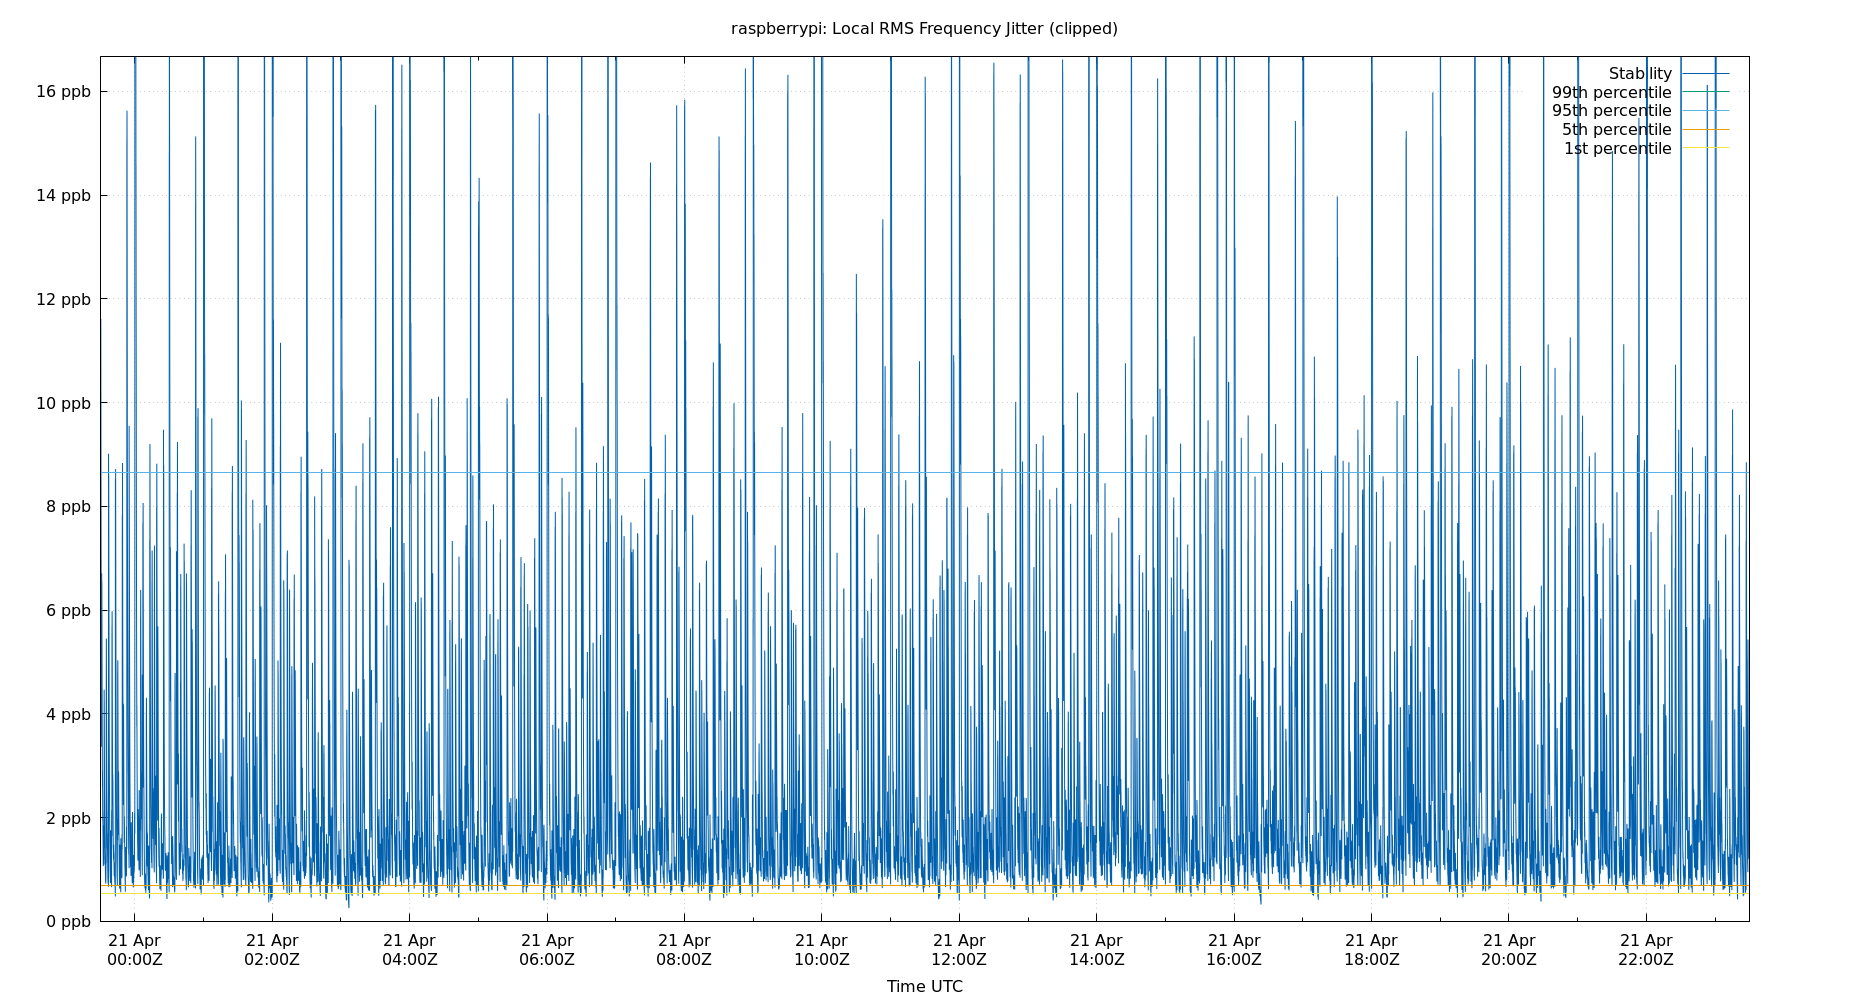 raspberrypi: Local RMS Frequency Jitter (clipped)
Stability
99th percentile
95th percentile
5th percentile
1st percentile
16 ppb
14 ppb
12 ppb
10 ppb
8 ppb
6 ppb
4 ppb
2 ppb
0 ppb
21 Apr 21 Apr 21 Apr 21 Apr 21 Apr 21 Apr 21 Apr 21 Apr 21 Apr 21 Apr 21 Apr 21 Apr
00:00Z 02:00Z 04:00Z 06:00Z 08:00Z 10:00Z 12:00Z 14:00Z 16:00Z 18:00Z 20:00Z 22:00Z
Time UTC